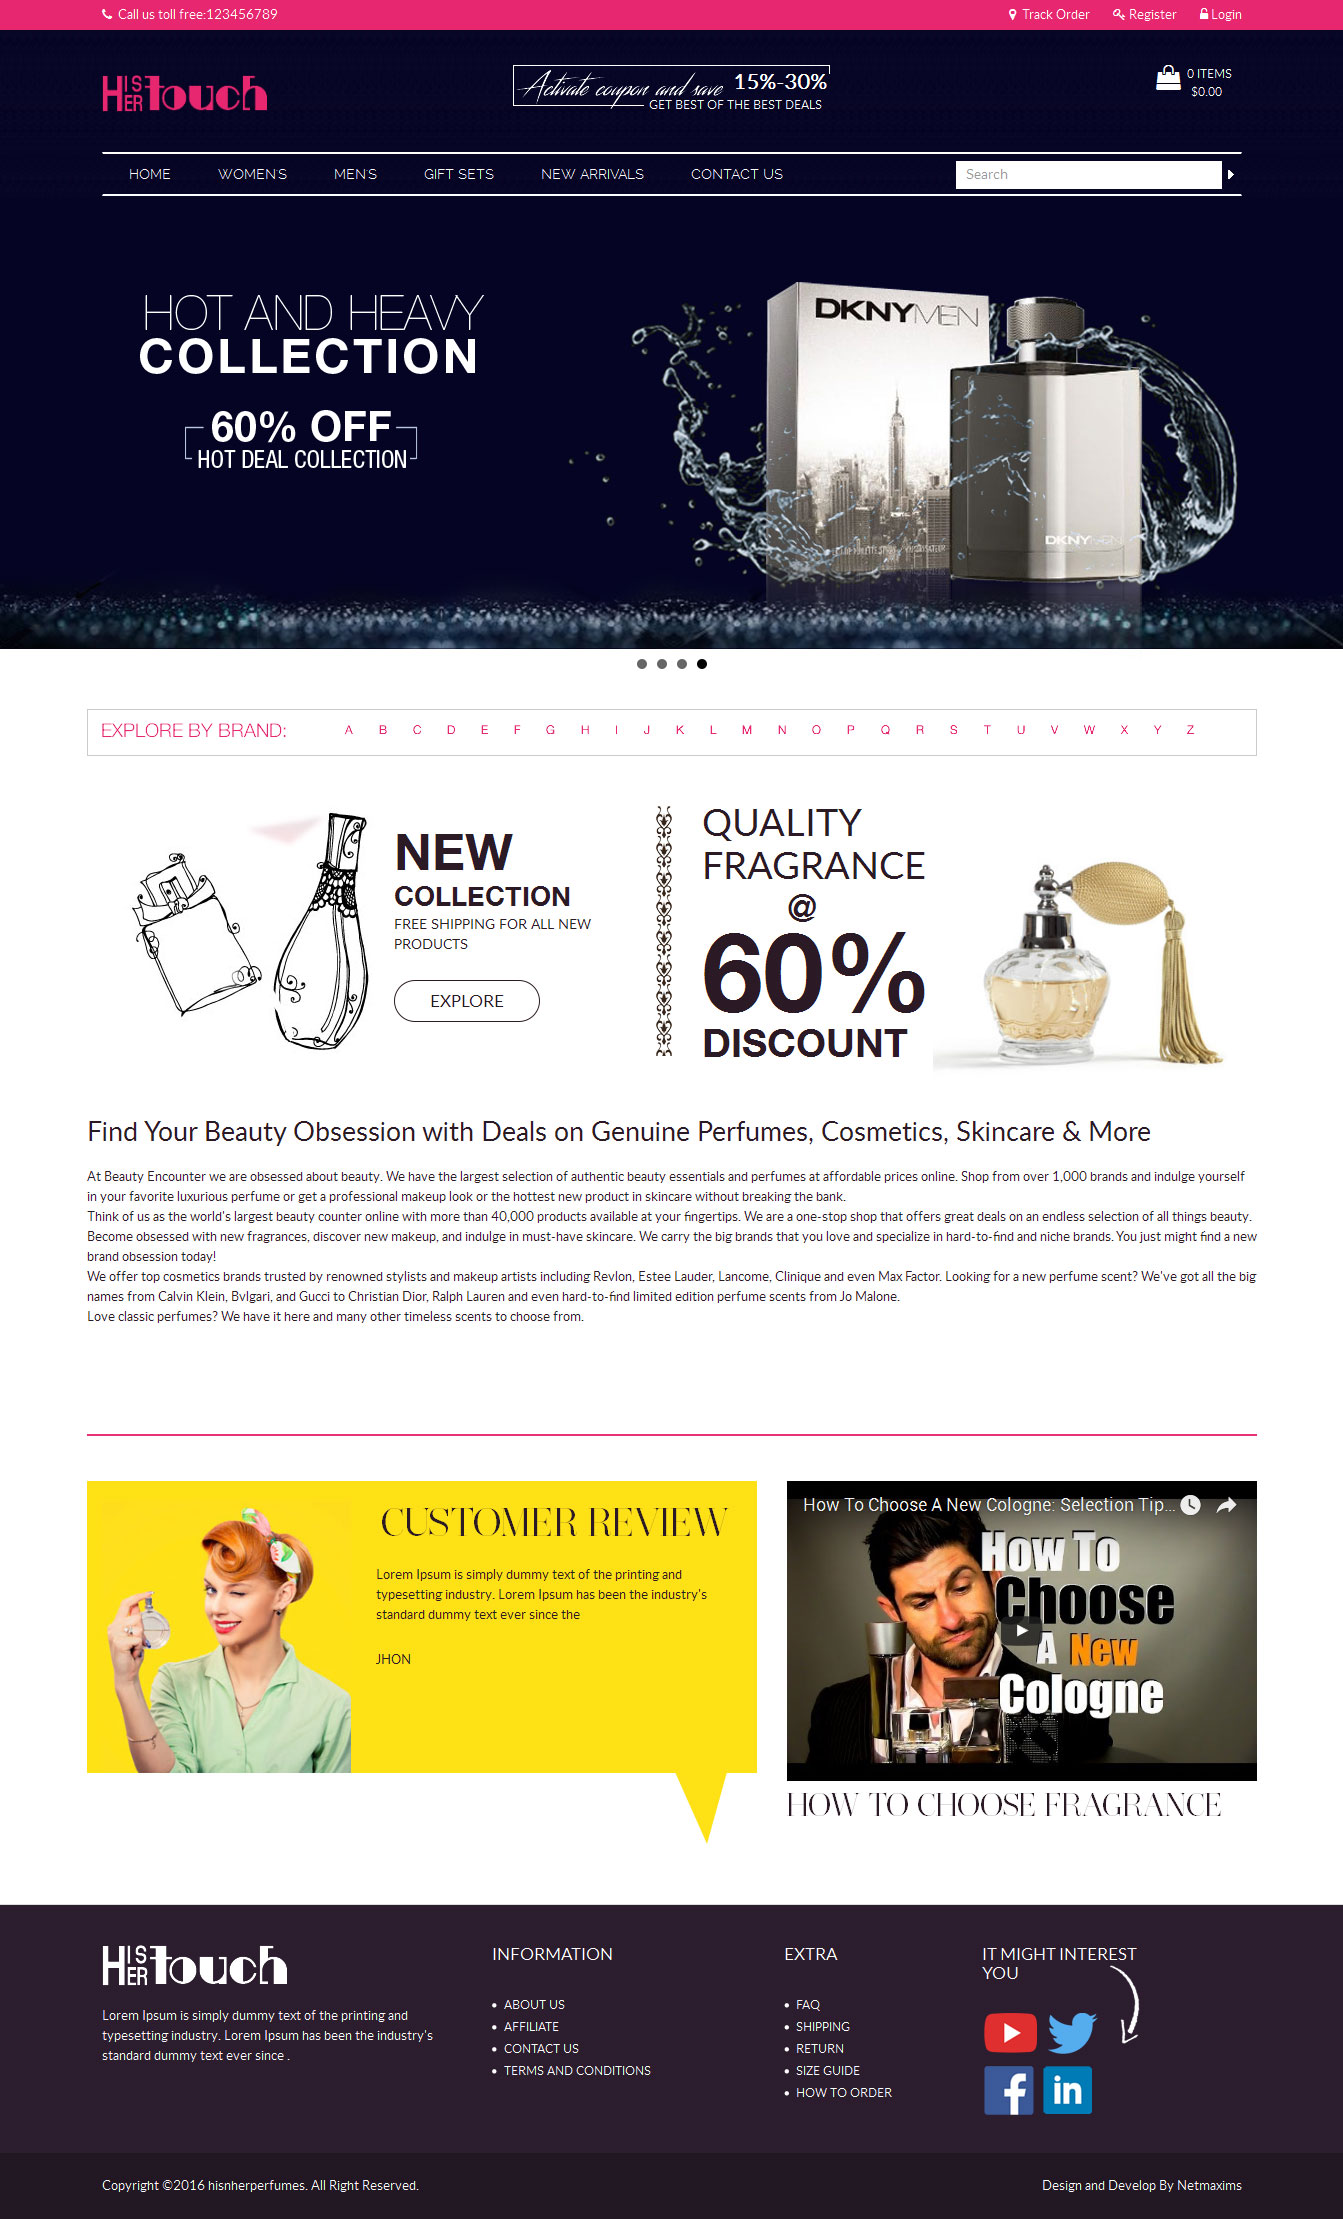 Call us toll free:123456789
Track Order Register Login
HIS HER Touch
Activate coupon and save 15%-30%
GET BEST OF THE BEST DEALS
0 ITEMS
$0.00
HOME WOMEN'S MEN'S GIFT SETS NEW ARRIVALS CONTACT US
Search
HOT AND HEAVY
COLLECTION
60% OFF
HOT DEAL COLLECTION
DKNYMEN
DKNYMEN
EXPLORE BY BRAND: A B C D E F G H I J K L M N O P Q R S T U V W X Y Z
NEW
COLLECTION
FREE SHIPPING FOR ALL NEW
PRODUCTS
EXPLORE
QUALITY
FRAGRANCE
@
60%
DISCOUNT
Find Your Beauty Obsession with Deals on Genuine Perfumes, Cosmetics, Skincare & More
At Beauty Encounter we are obsessed about beauty. We have the largest selection of authentic beauty essentials and perfumes at affordable prices online. Shop from over 1,000 brands and indulge yourself
in your favorite luxurious perfume or get a professional makeup look or the hottest new product in skincare without breaking the bank.
Think of us as the world's largest beauty counter online with more than 40,000 products available at your fingertips. We are a one-stop shop that offers great deals on an endless selection of all things beauty.
Become obsessed with new fragrances, discover new makeup, and indulge in must-have skincare. We carry the big brands that you love and specialize in hard-to-find and niche brands. You just might find a new
brand obsession today!
We offer top cosmetics brands trusted by renowned stylists and makeup artists including Revlon, Estee Lauder, Lancome, Clinique and even Max Factor. Looking for a new perfume scent? We've got all the big
names from Calvin Klein, Bvlgari, and Gucci to Christian Dior, Ralph Lauren and even hard-to-find limited edition perfume scents from Jo Malone.
Love classic perfumes? We have it here and many other timeless scents to choose from.
CUSTOMER REVIEW
Lorem Ipsum is simply dummy text of the printing and
typesetting industry. Lorem Ipsum has been the industry's
standard dummy text ever since the
JHON
How To Choose A New Cologne: Selection Tip...
How To
Choose
A New
Cologne
HOW TO CHOOSE FRAGRANCE
HIS HER Touch
Lorem Ipsum is simply dummy text of the printing and
typesetting industry. Lorem Ipsum has been the industry's
standard dummy text ever since .
INFORMATION
ABOUT US
AFFILIATE
CONTACT US
TERMS AND CONDITIONS
EXTRA
FAQ
SHIPPING
RETURN
SIZE GUIDE
HOW TO ORDER
IT MIGHT INTEREST
YOU
Copyright ©2016 hisnherperfumes. All Right Reserved.
Design and Develop By Netmaxims